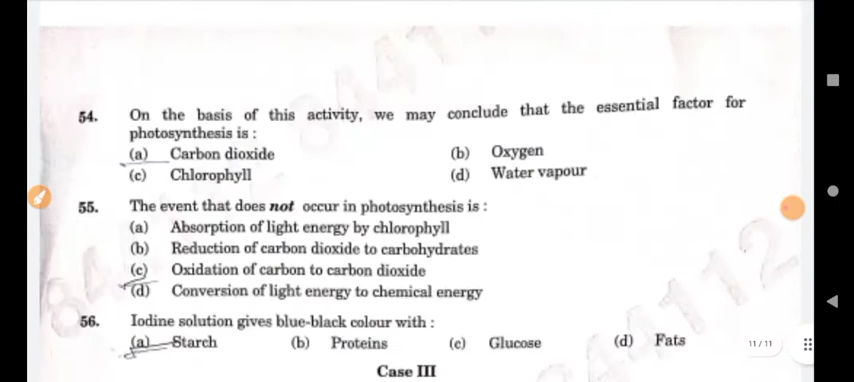 54. On the basis of this activity, we may conclude that the essential factor for
photosynthesis is :
(a) Carbon dioxide (b) Oxygen
(c) Chlorophyll (d) Water vapour
55. The event that does not occur in photosynthesis is :
(a) Absorption of light energy by chlorophyll
(b) Reduction of carbon dioxide to carbohydrates
(c) Oxidation of carbon to carbon dioxide
(d) Conversion of light energy to chemical energy
56. Iodine solution gives blue-black colour with :
(a) Starch (b) Proteins (c) Glucose (d) Fats
11 / 11
Case III